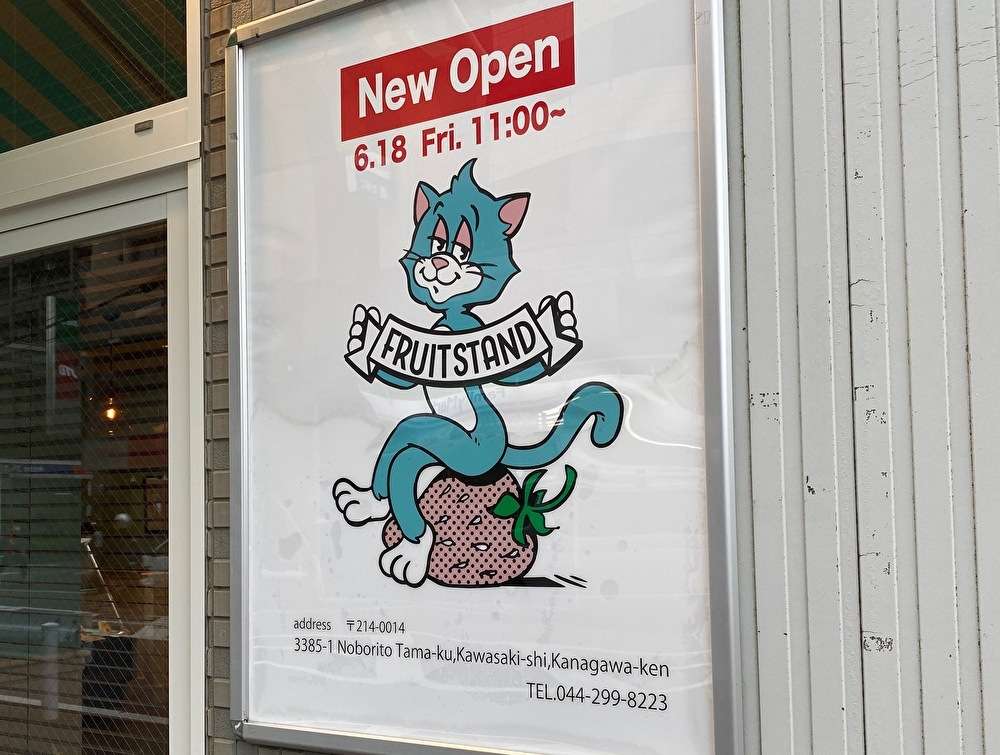 New Open
6.18 Fri. 11:00~
FRUITSTAND
address 〒214-0014
3385-1 Noborito Tama-ku,Kawasaki-shi,Kanagawa-ken
TEL.044-299-8223